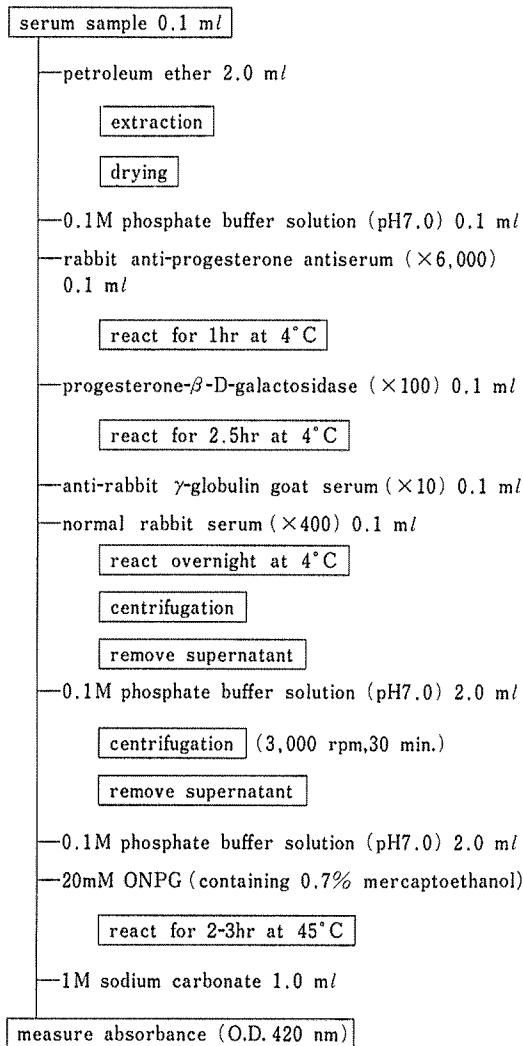 serum sample 0.1 ml
petroleum ether 2.0 ml
extraction
drying
0.1M phosphate buffer solution (pH7.0) 0.1 ml
rabbit anti-progesterone antiserum (×6,000)
0.1 ml
react for 1hr at 4°C
progesterone-β-D-galactosidase (×100) 0.1 ml
react for 2.5hr at 4°C
anti-rabbit γ-globulin goat serum (×10) 0.1 ml
normal rabbit serum (×400) 0.1 ml
react overnight at 4°C
centrifugation
remove supernatant
0.1M phosphate buffer solution (pH7.0) 2.0 ml
centrifugation (3,000 rpm,30 min.)
remove supernatant
0.1M phosphate buffer solution (pH7.0) 2.0 ml
20mM ONPG (containing 0.7% mercaptoethanol)
react for 2-3hr at 45°C
1M sodium carbonate 1.0 ml
measure absorbance (O.D. 420 nm)